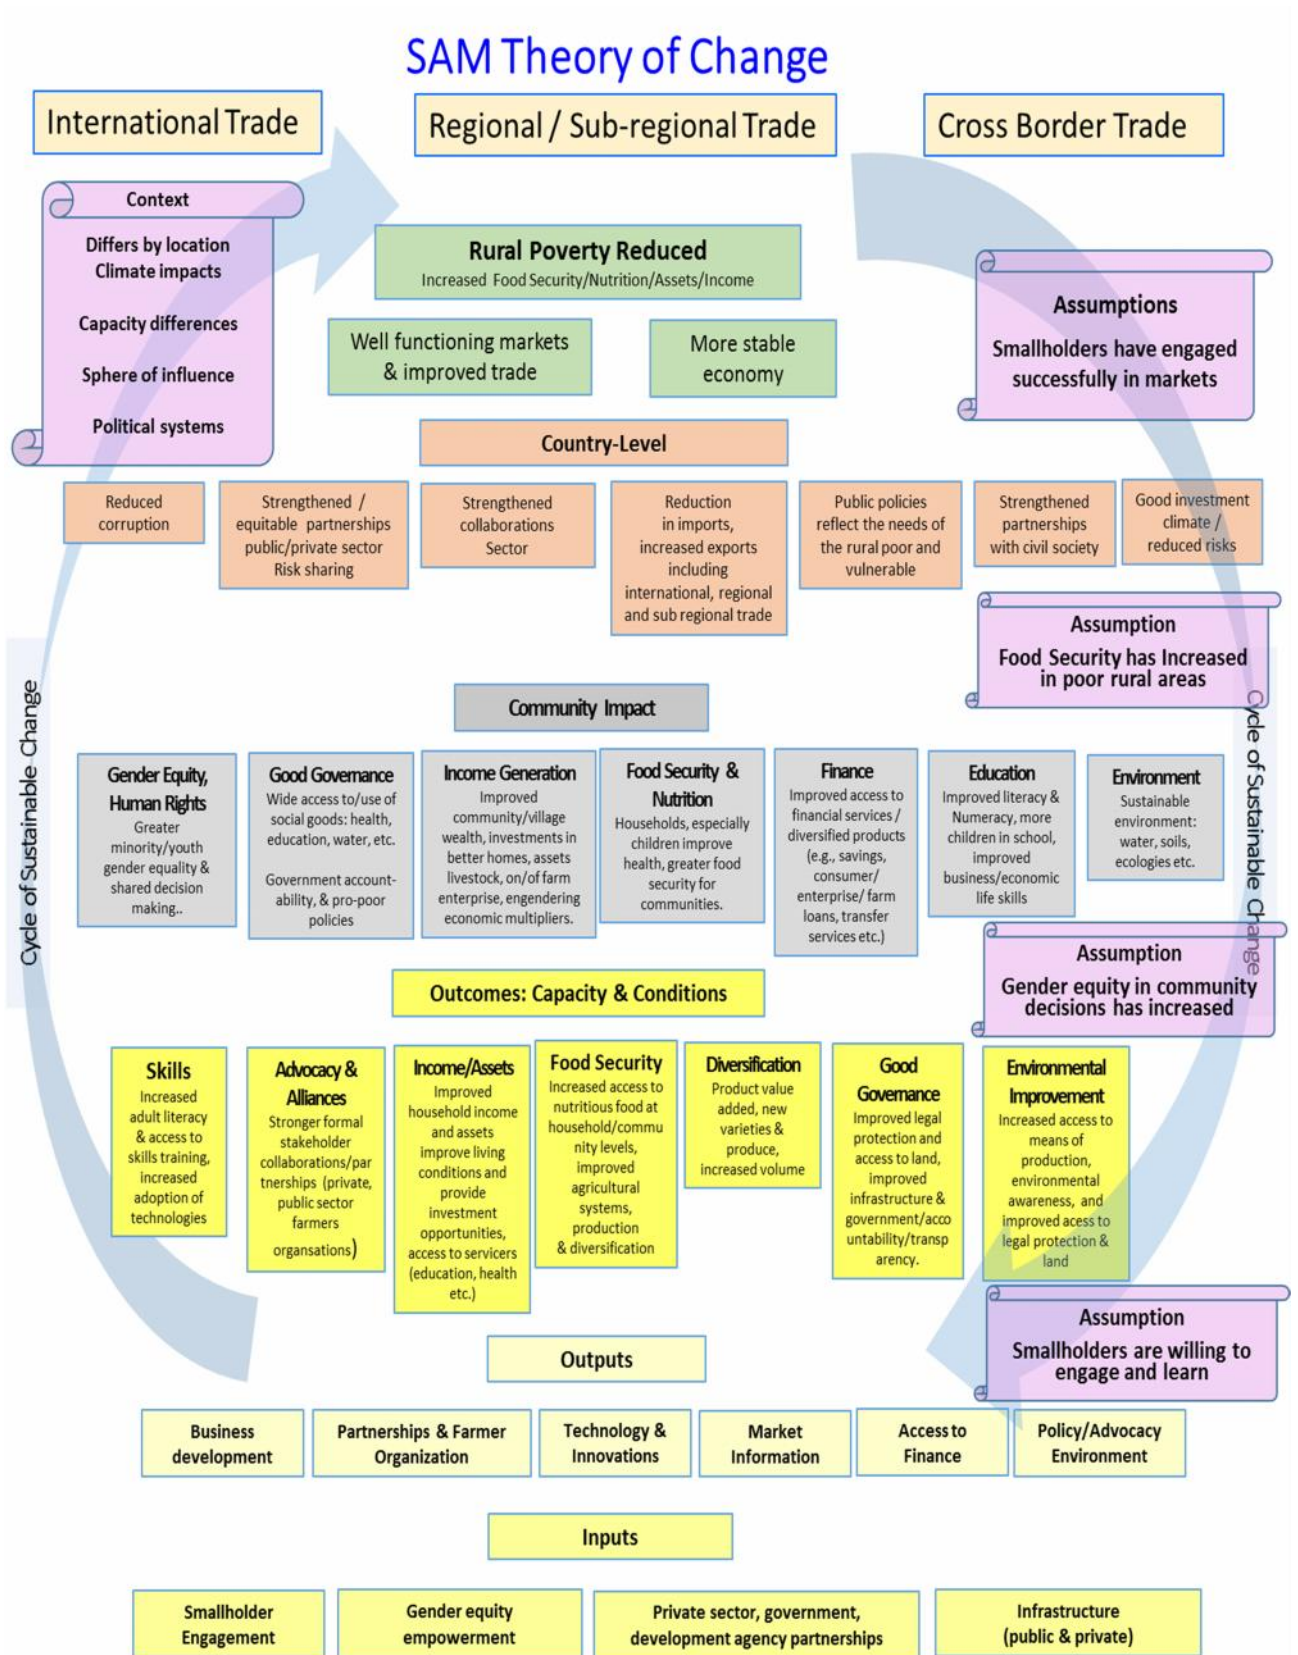 SAM Theory of Change
International Trade
Regional / Sub-regional Trade
Cross Border Trade
Context
Differs by location
Climate impacts
Capacity differences
Sphere of influence
Political systems
Rural Poverty Reduced
Increased Food Security/Nutrition/Assets/Income
Well functioning markets
& improved trade
More stable
economy
Assumptions
Smallholders have engaged
successfully in markets
Country-Level
Reduced
corruption
Strengthened /
equitable partnerships
public/private sector
Risk sharing
Strengthened
collaborations
Sector
Reduction
in imports,
increased exports
including
international, regional
and sub regional trade
Public policies
reflect the needs of
the rural poor and
vulnerable
Strengthened
partnerships
with civil society
Good investment
climate /
reduced risks
Assumption
Food Security has Increased
in poor rural areas
Cycle of Sustainable Change
Cycle of Sustainable Change
Community Impact
Gender Equity,
Human Rights
Greater
minority/youth
gender equality &
shared decision
making..
Good Governance
Wide access to/use of
social goods: health,
education, water, etc.
Government account-
ability, & pro-poor
policies
Income Generation
Improved
community/village
wealth, investments in
better homes, assets
livestock, on/of farm
enterprise, engendering
economic multipliers.
Food Security &
Nutrition
Households, especially
children improve
health, greater food
security for
communities.
Finance
Improved access to
financial services /
diversified products
(e.g., savings,
consumer/
enterprise/ farm
loans, transfer
services etc.)
Education
Improved literacy &
Numeracy, more
children in school,
improved
business/economic
life skills
Environment
Sustainable
environment:
water, soils,
ecologies etc.
Assumption
Gender equity in community
decisions has increased
Outcomes: Capacity & Conditions
Skills
Increased
adult literacy
& access to
skills training,
increased
adoption of
technologies
Advocacy &
Alliances
Stronger formal
stakeholder
collaborations/par
tnerships (private,
public sector
farmers
organsations)
Income/Assets
Improved
household income
and assets
improve living
conditions and
provide
investment
opportunities,
access to servicers
(education, health
etc.)
Food Security
Increased access to
nutritious food at
household/commu
nity levels,
improved
agricultural
systems,
production
& diversification
Diversification
Product value
added, new
varieties &
produce,
increased volume
Good
Governance
Improved legal
protection and
access to land,
improved
infrastructure &
government/acco
untability/transp
arency.
Environmental
Improvement
Increased access to
means of
production,
environmental
awareness, and
improved acess to
legal protection &
land
Assumption
Smallholders are willing to
engage and learn
Outputs
Business
development
Partnerships & Farmer
Organization
Technology &
Innovations
Market
Information
Access to
Finance
Policy/Advocacy
Environment
Inputs
Smallholder
Engagement
Gender equity
empowerment
Private sector, government,
development agency partnerships
Infrastructure
(public & private)